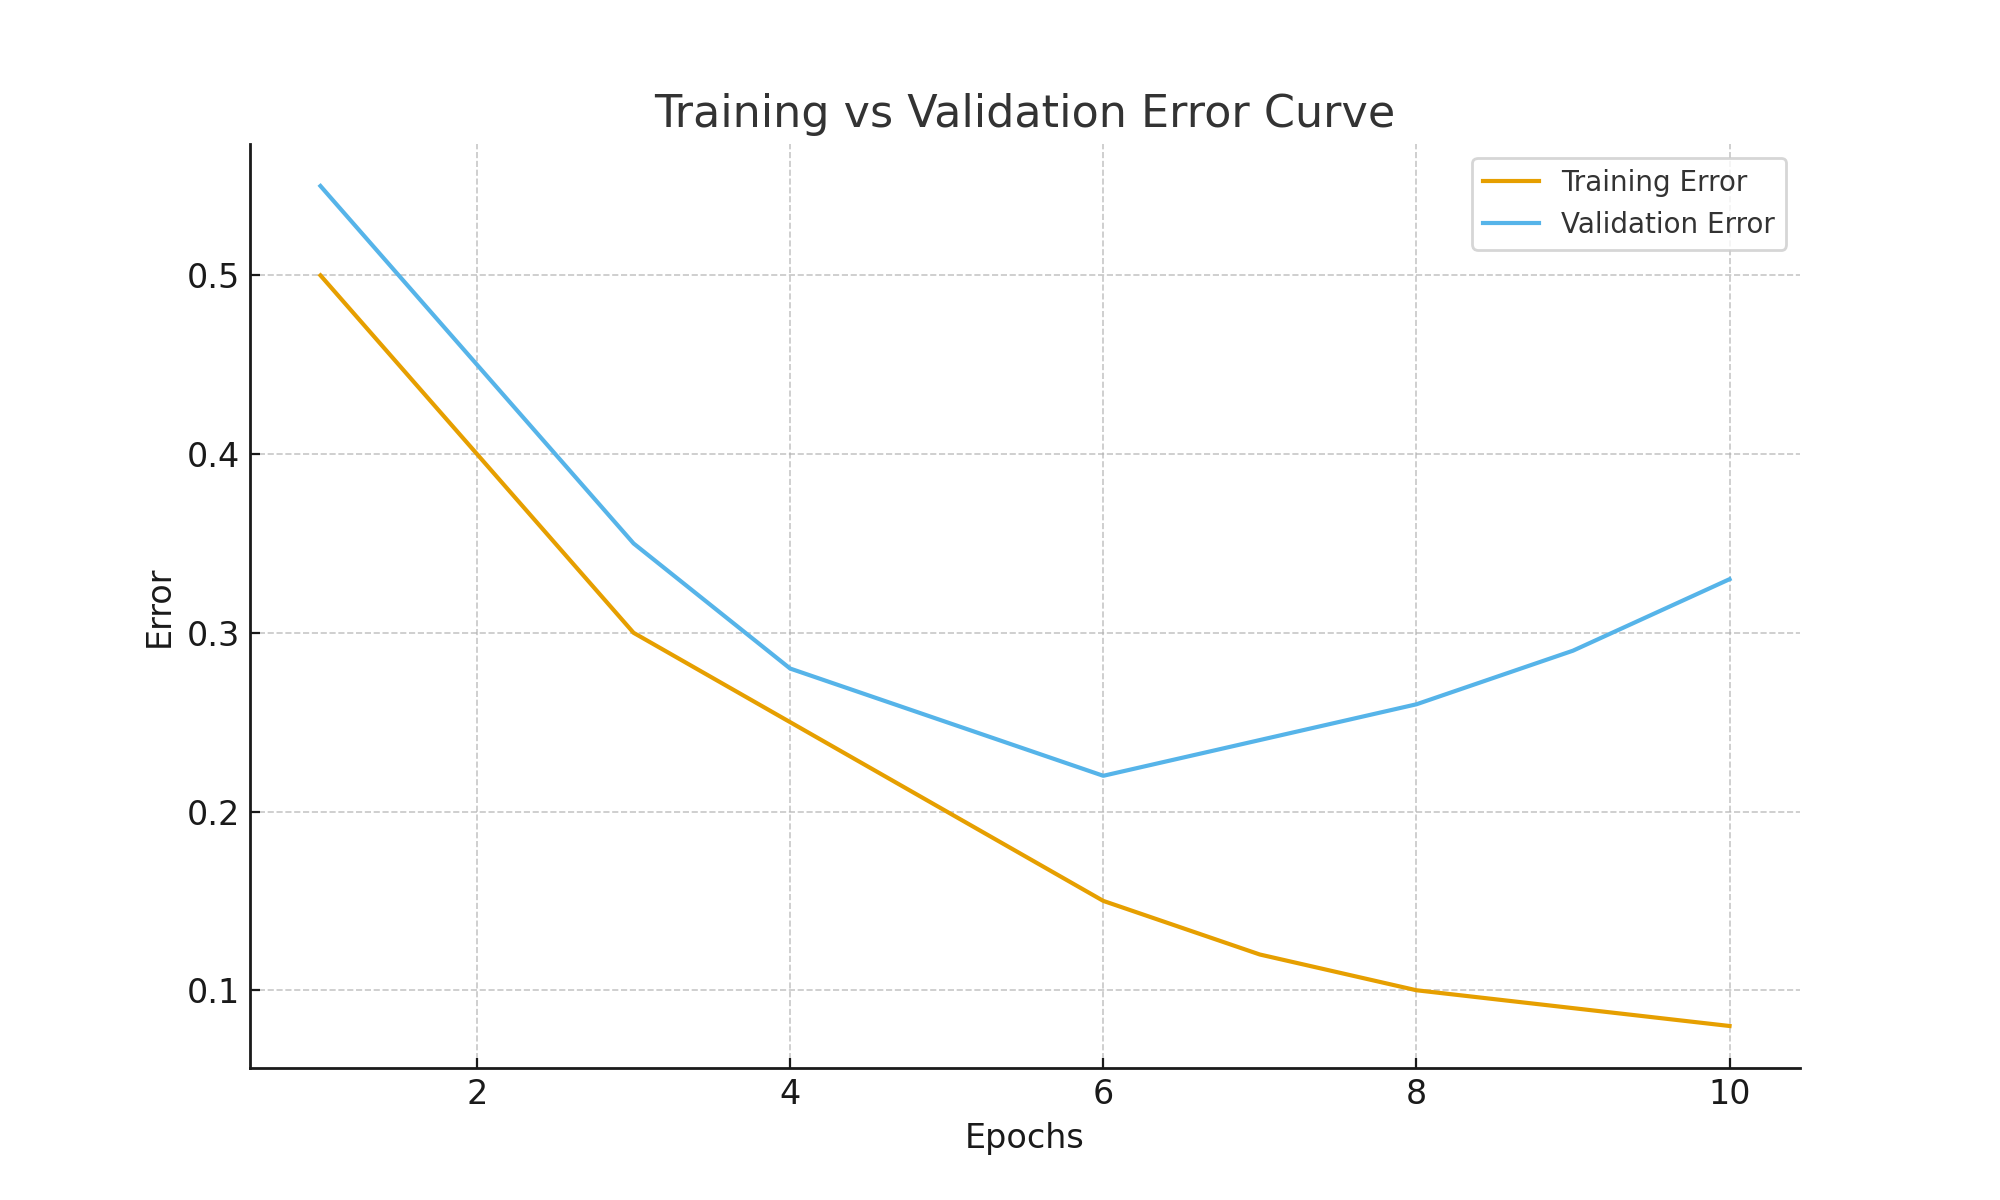 Training vs Validation Error Curve
Training Error
Validation Error
0.5
0.4
0.3
0.2
0.1
Error
2 4 6 8 10
Epochs